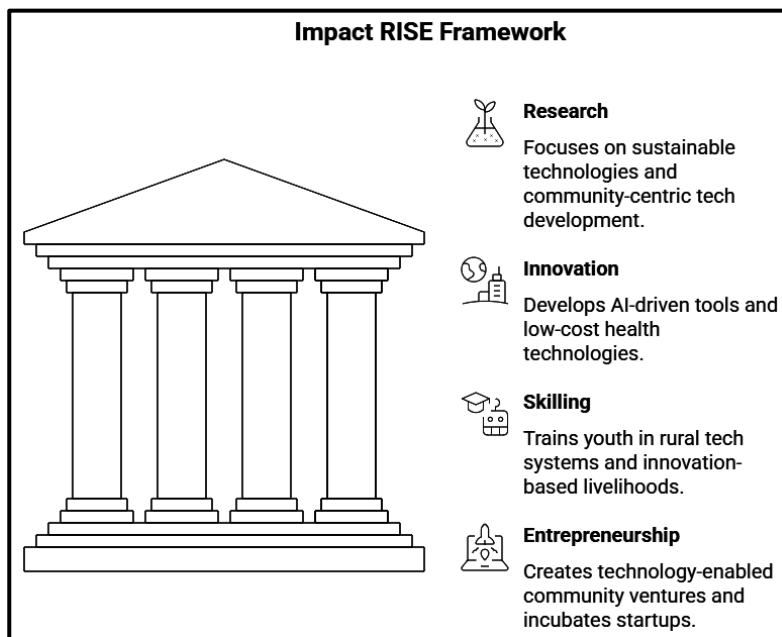 Impact RISE Framework
Research
Focuses on sustainable
technologies and
community-centric tech
development.
Innovation
Develops AI-driven tools and
low-cost health
technologies.
Skilling
Trains youth in rural tech
systems and innovation-
based livelihoods.
Entrepreneurship
Creates technology-enabled
community ventures and
incubates startups.